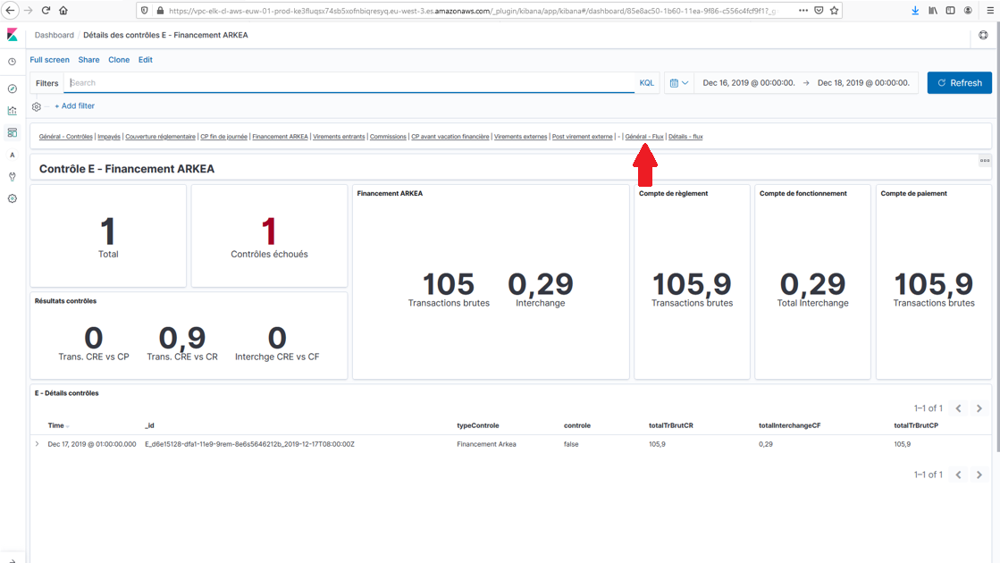 https://vpc-elk-cl-aws-euw-01-prod-ke3fluqsx74sb5xofnbiqresyq.eu-west-3.es.amazonaws.com/_plugin/kibana/app/kibana#/dashboard/85e8ac50-1b60-11ea-9f86-c556c4fcf9f1?_g
Dashboard / Détails des contrôles E - Financement ARKEA
Full screen Share Clone Edit
Filters Search KQL Dec 16, 2019 @ 00:00:00. → Dec 18, 2019 @ 00:00:00. Refresh
+ Add filter
Général - Contrôles | Impayés | Couverture réglementaire | CP fin de journée | Financement ARKEA | Virements entrants | Commissions | CP avant vacation financière | Virements externes | Post virement externe | - | Général - Flux | Détails - flux
Contrôle E - Financement ARKEA
1
Total
1
Contrôles échoués
Résultats contrôles
0 0,9 0
Trans. CRE vs CP Trans. CRE vs CR Interchge CRE vs CF
Financement ARKEA
105 0,29
Transactions brutes Interchange
Compte de règlement
105,9
Transactions brutes
Compte de fonctionnement
0,29
Total Interchange
Compte de paiement
105,9
Transactions brutes
E - Détails contrôles
1–1 of 1
Time _id typeControle controle totalTrBrutCR totalInterchangeCF totalTrBrutCP
Dec 17, 2019 @ 01:00:00.000 E_d6e15128-dfa1-11e9-9rem-8e6s5646212b_2019-12-17T08:00:00Z Financement Arkea false 105,9 0,29 105,9
1–1 of 1